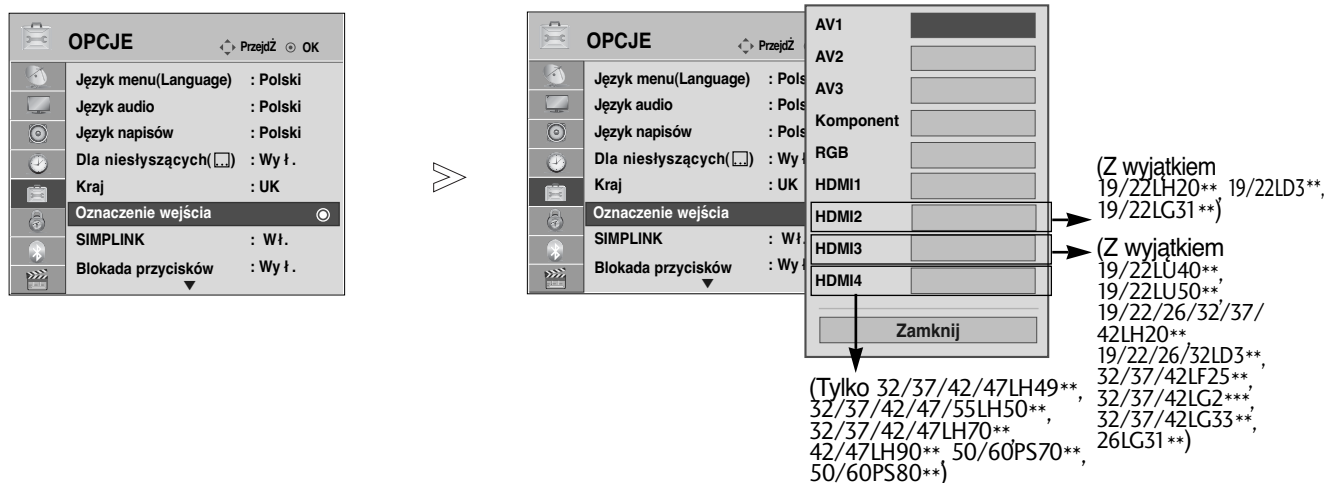 OPCJE
PrzejdŹ
OK
Język menu(Language) : Polski
Język audio : Polski
Język napisów : Polski
Dla niesłyszących( ) : Wy ł.
Kraj : UK
Oznaczenie wejścia
SIMPLINK : Wł.
Blokada przycisków : Wy ł.
OPCJE
PrzejdŹ
Język menu(Language) : Pols
Język audio : Pols
Język napisów : Pols
Dla niesłyszących( ) : Wy ł
Kraj : UK
Oznaczenie wejścia
SIMPLINK : Wł.
Blokada przycisków : Wy ł
AV1
AV2
AV3
Komponent
RGB
HDMI1
HDMI2
HDMI3
HDMI4
Zamknij
(Z wyjątkiem
19/22LH20**, 19/22LD3**,
19/22LG31**)
(Z wyjątkiem
19/22LU40**,
19/22LU50**,
19/22/26/32/37/
42LH20**,
19/22/26/32LD3**,
32/37/42LF25**,
32/37/42LG2***,
32/37/42LG33**,
26LG31**)
(Tylko 32/37/42/47LH49**,
32/37/42/47/55LH50**,
32/37/42/47LH70**,
42/47LH90**, 50/60PS70**,
50/60PS80**)